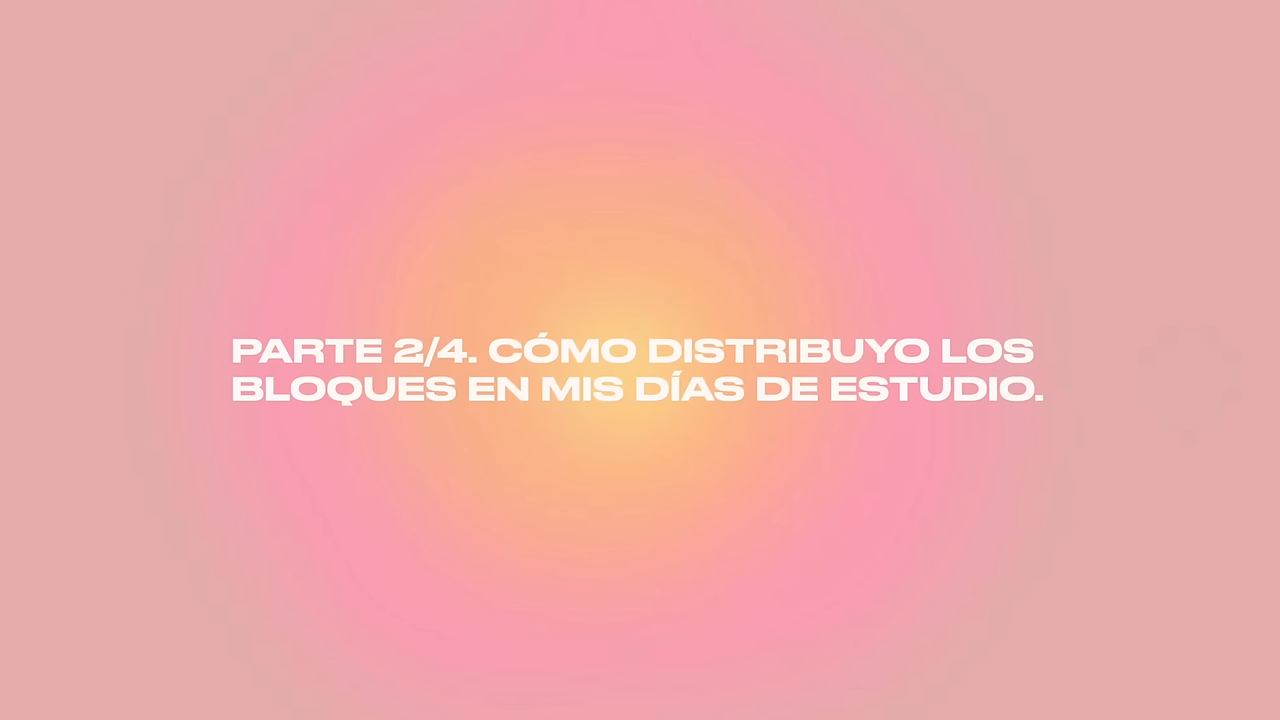 PARTE 2/4. CÓMO DISTRIBUYO LOS
BLOQUES EN MIS DÍAS DE ESTUDIO.